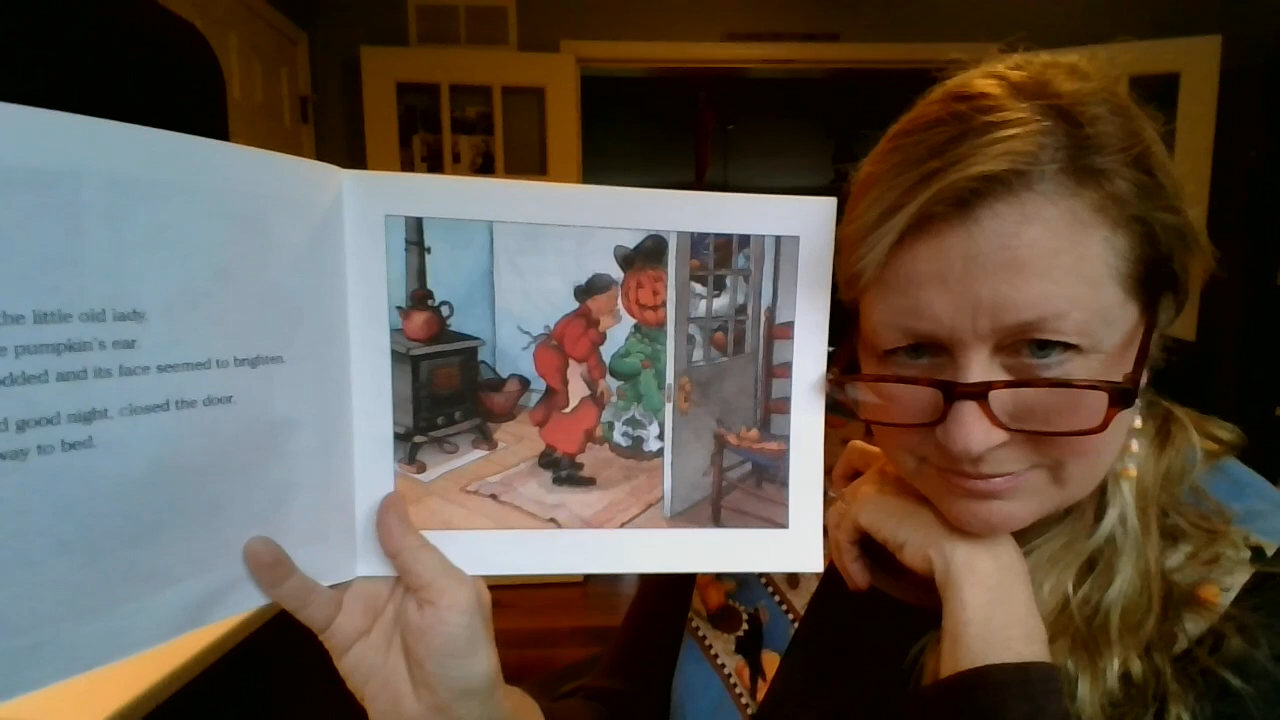 the little old lady.
pumpkin's ear.
and its face seemed to brighten.
good night, closed the door,
way to bed.